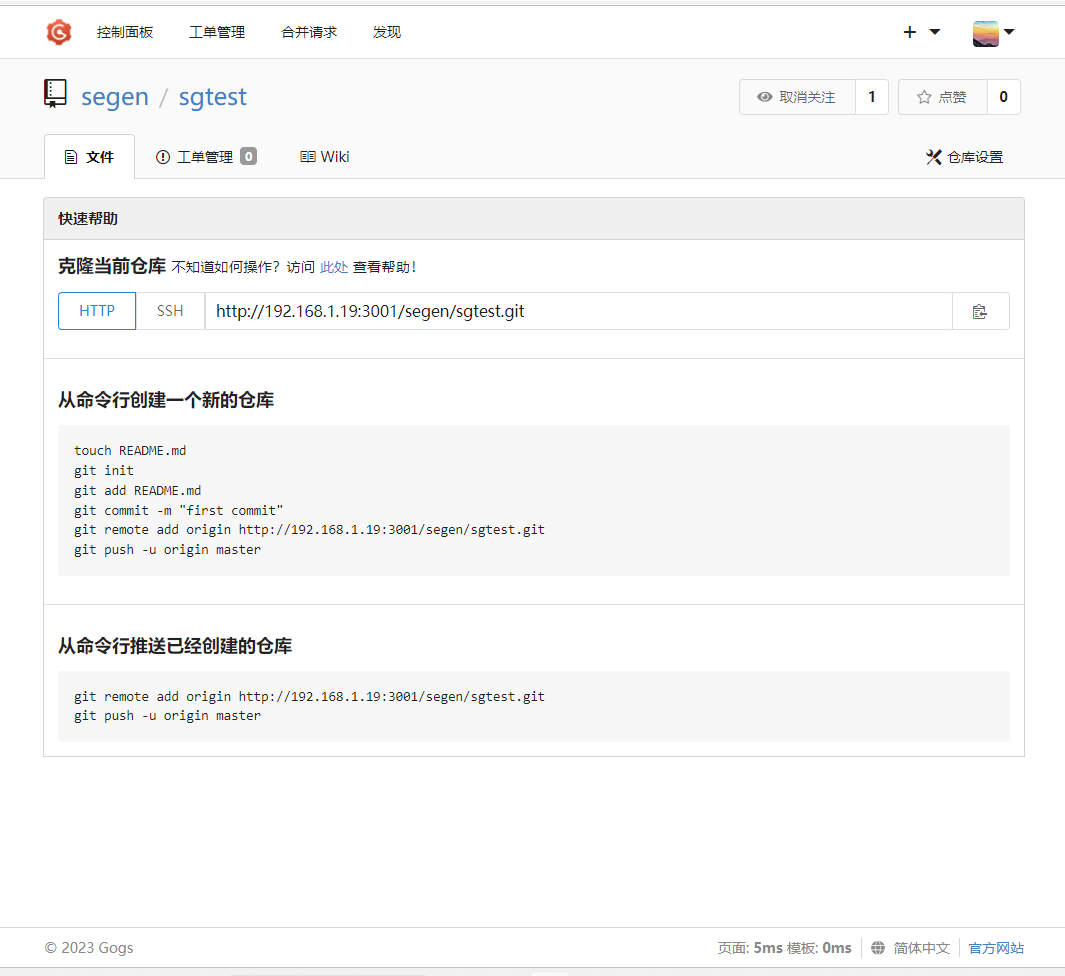 控制面板 工单管理 合并请求 发现
segen / sgtest 取消关注 1 点赞 0
文件 工单管理 0 Wiki 仓库设置
快速帮助
克隆当前仓库 不知道如何操作？访问 此处 查看帮助！
HTTP SSH http://192.168.1.19:3001/segen/sgtest.git
从命令行创建一个新的仓库
touch README.md
git init
git add README.md
git commit -m "first commit"
git remote add origin http://192.168.1.19:3001/segen/sgtest.git
git push -u origin master
从命令行推送已经创建的仓库
git remote add origin http://192.168.1.19:3001/segen/sgtest.git
git push -u origin master
© 2023 Gogs 页面: 5ms 模板: 0ms 简体中文 官方网站